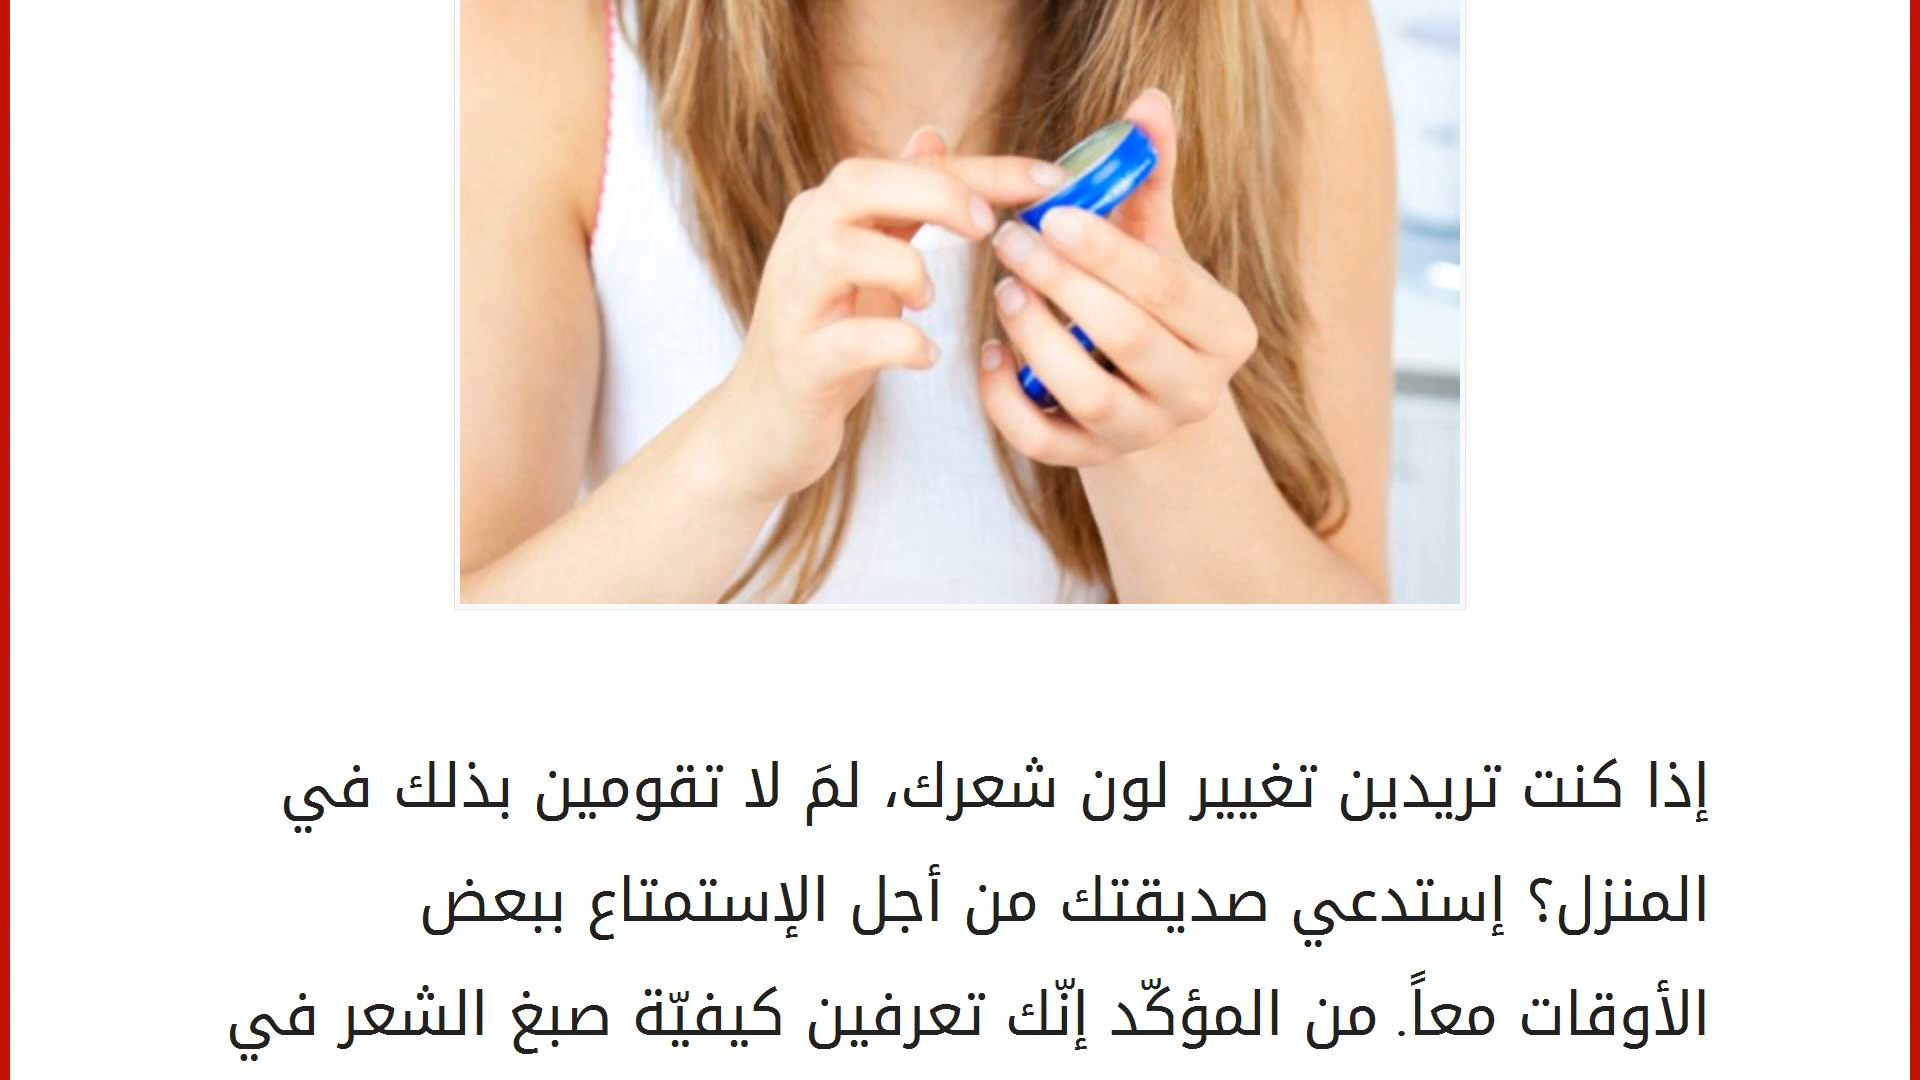 إذا كنت تريدين تغيير لون شعرك، لمَ لا تقومين بذلك في
المنزل؟ إستدعي صديقتك من أجل الإستمتاع ببعض
الأوقات معاً. من المؤكّد إنّك تعرفين كيفيّة صبغ الشعر في